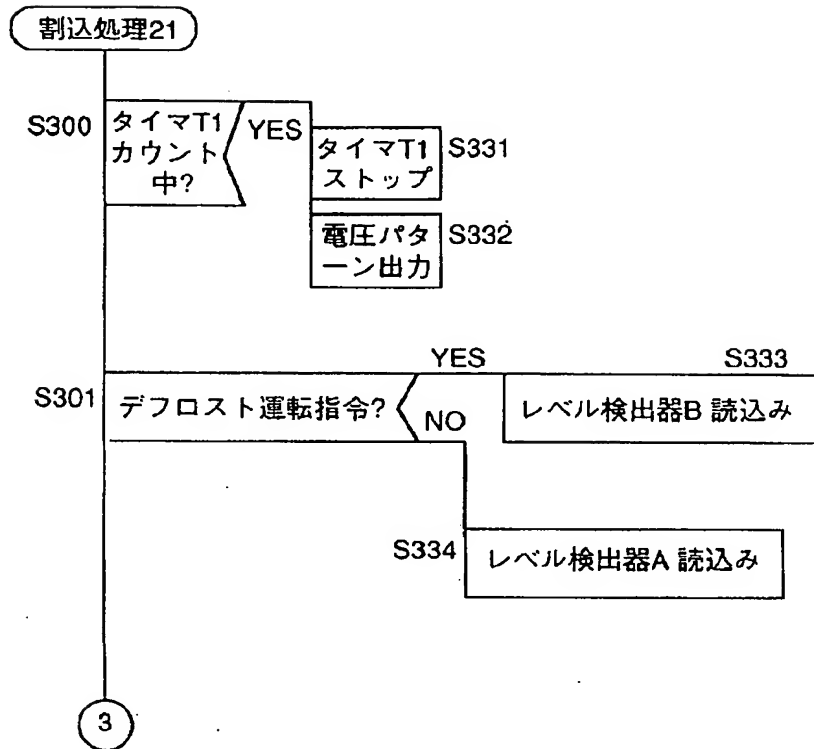 割込処理21
S300
タイマT1
カウント
中?
YES
タイマT1
ストップ
S331
電圧パタ
ーン出力
S332
S301
デフロスト運転指令?
YES
NO
S333
レベル検出器B 読込み
S334
レベル検出器A 読込み
3